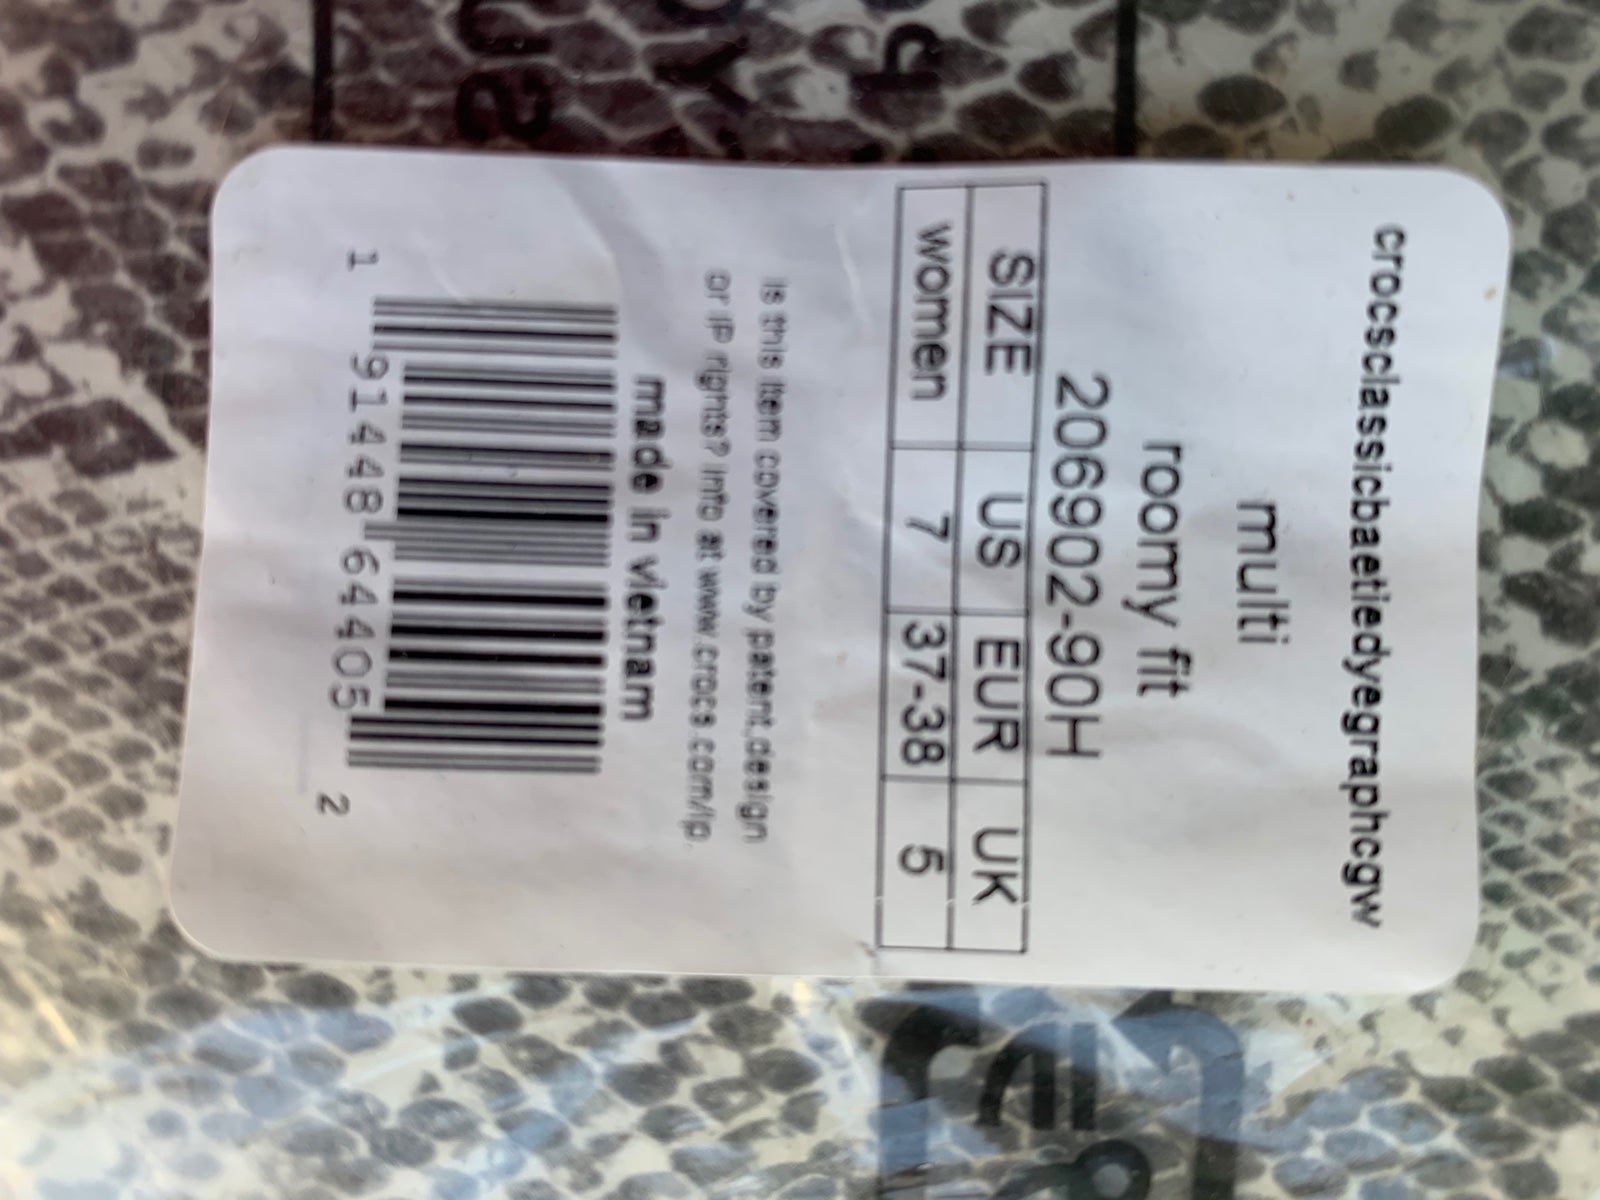 crocsclassicbaetiedyegraphcgw
multi
roomy fit
206902-90H
SIZE US EUR UK
women 7 37-38 5
is this item covered by patent,design
or IP rights? info at www.crocs.com/ip.
made in vietnam
1 91448 64405 2